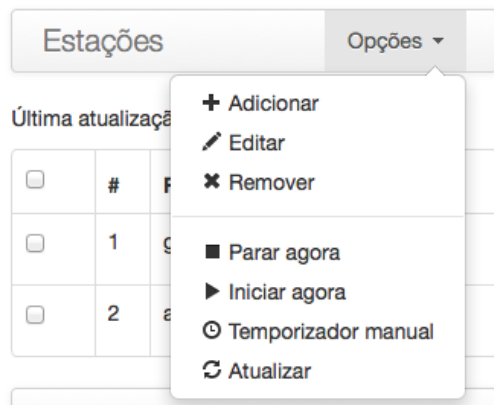 Estações Opções
Adicionar
Última atualizaçã
Editar
Remover
#
1
Parar agora
Iniciar agora
2
Temporizador manual
Atualizar